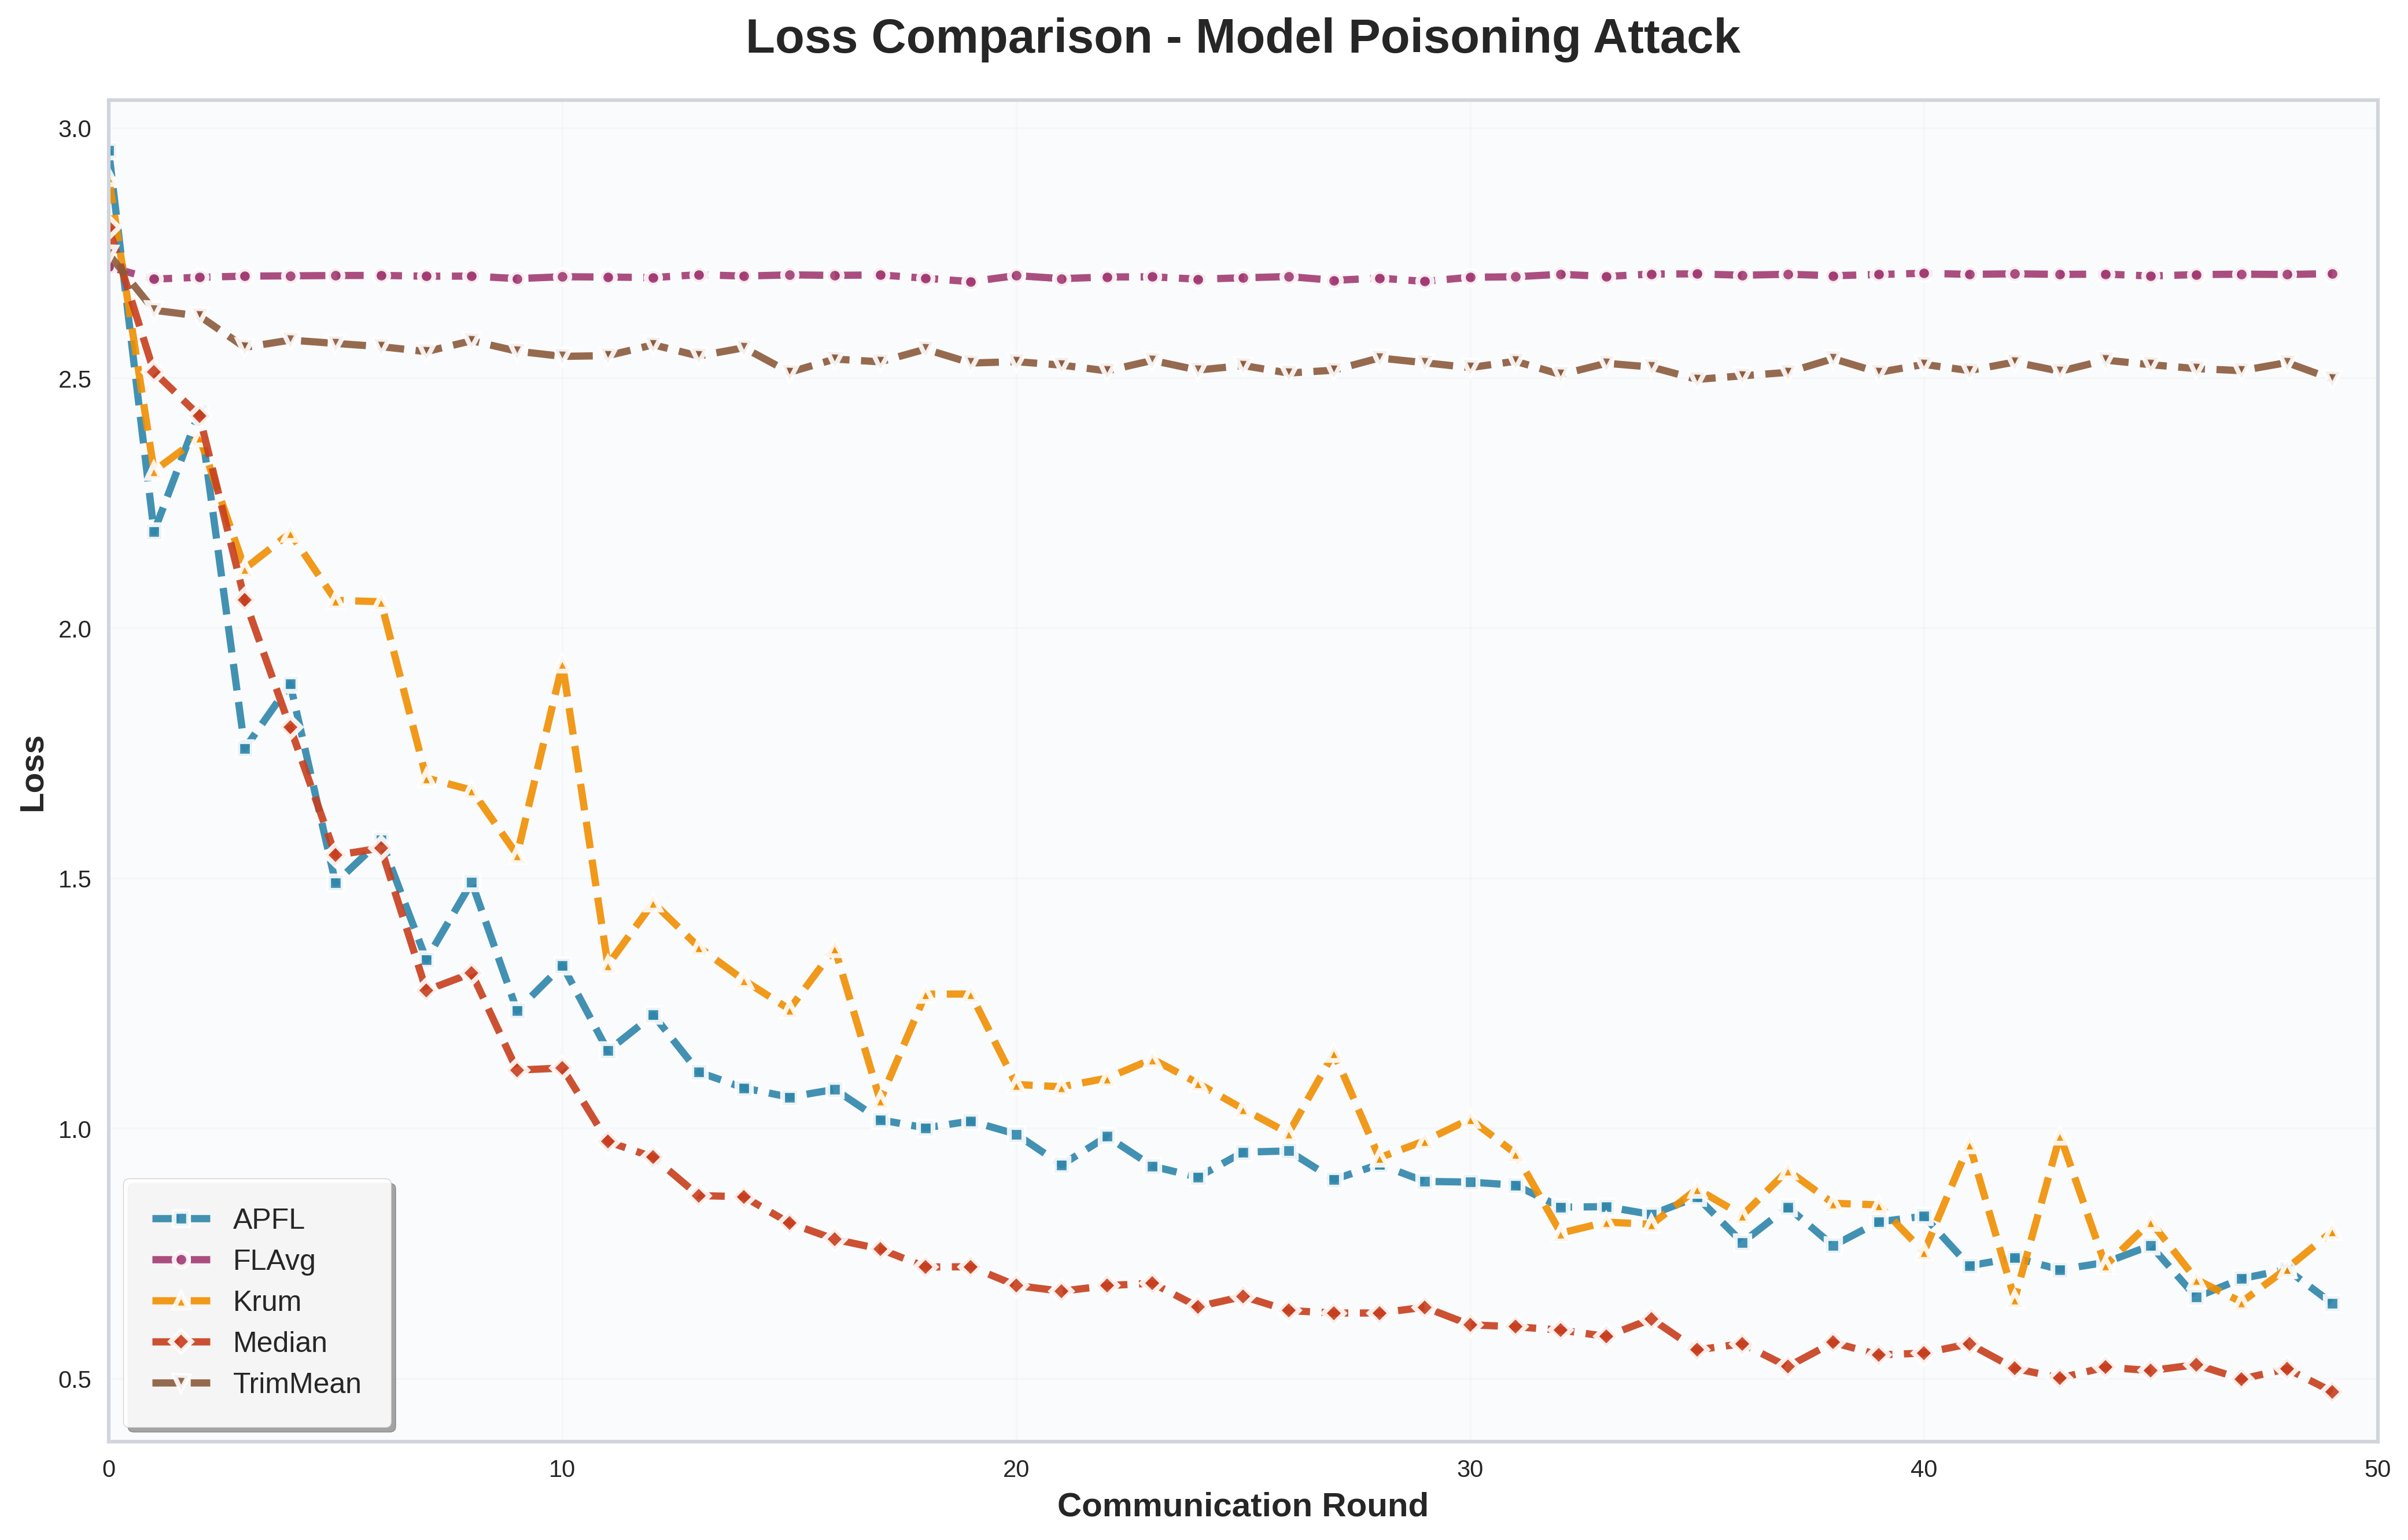 Loss Comparison - Model Poisoning Attack
3.0
2.5
2.0
1.5
1.0
0.5
Loss
APFL
FLAvg
Krum
Median
TrimMean
0 10 20 30 40 50
Communication Round